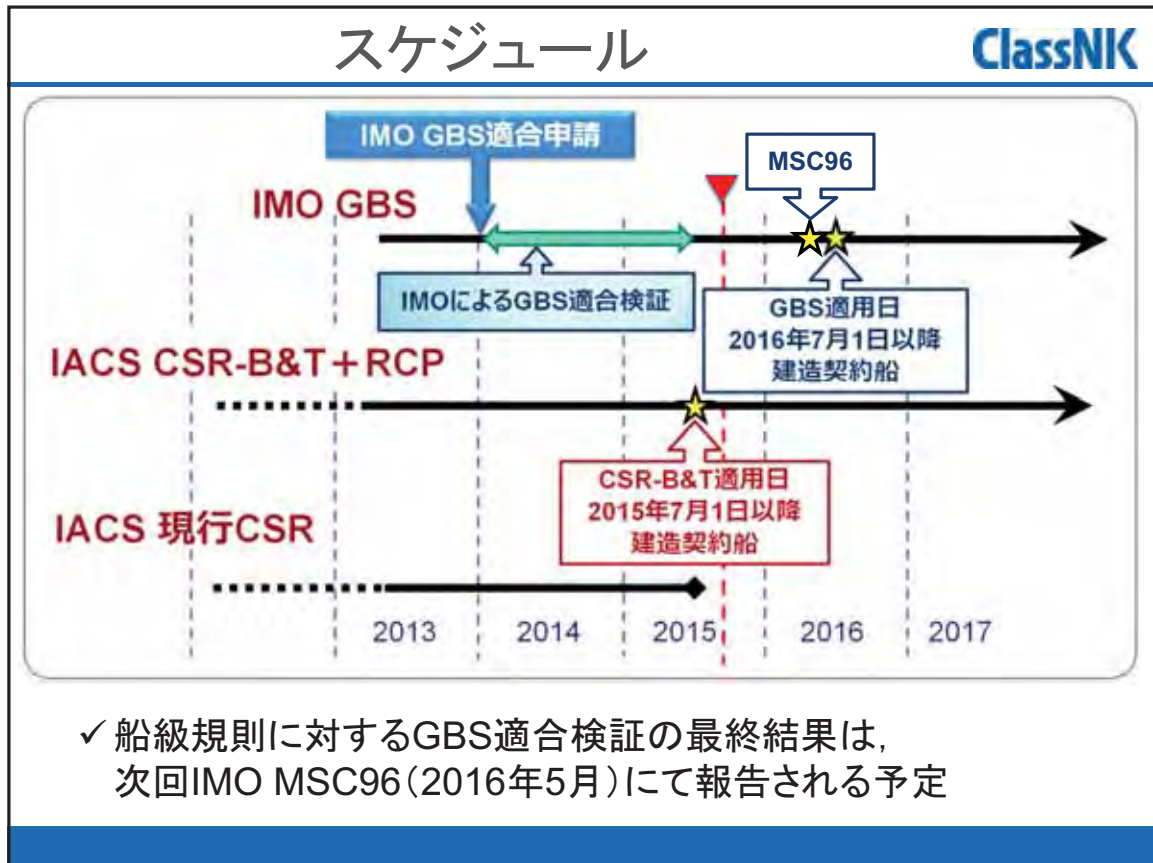 スケジュール
ClassNK
IMO GBS適合申請
MSC96
IMO GBS
IMOによるGBS適合検証
GBS適用日
2016年7月1日以降
建造契約船
IACS CSR-B&T＋RCP
CSR-B&T適用日
2015年7月1日以降
建造契約船
IACS 現行CSR
2013
2014
2015
2016
2017
✓船級規則に対するGBS適合検証の最終結果は，
次回IMO MSC96（2016年5月）にて報告される予定